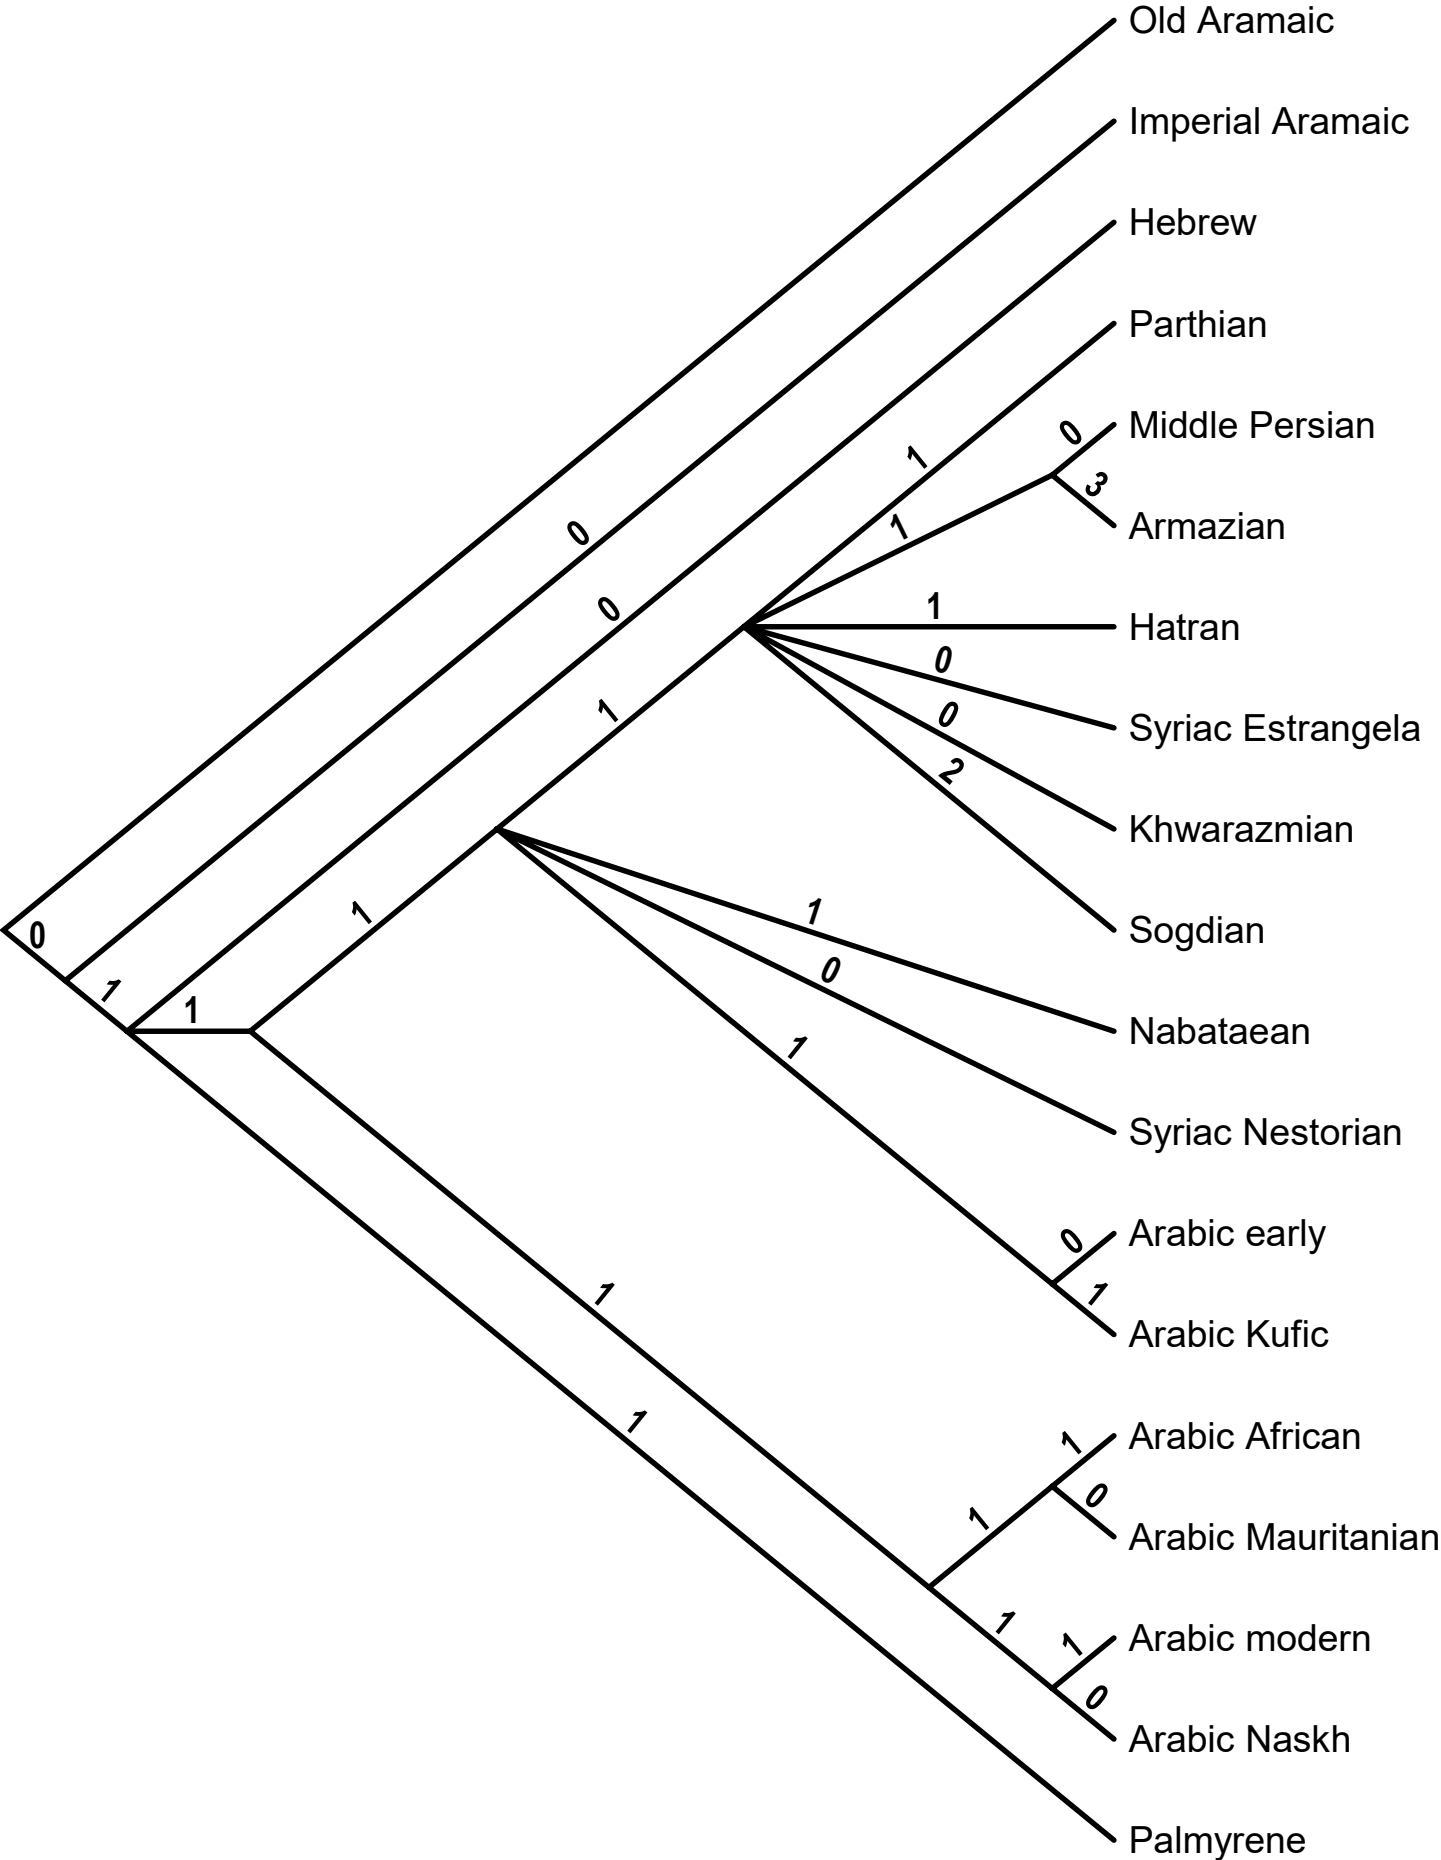 Old Aramaic
Imperial Aramaic
Hebrew
Parthian
0
Middle Persian
1
3
1
Armazian
0
1
0
Hatran
0
1
0
Syriac Estrangela
2
Khwarazmian
1
1
Sogdian
0
0
1
1
Nabataean
1
1
Syriac Nestorian
0
Arabic early
1
1
Arabic Kufic
1
1
Arabic African
0
1
Arabic Mauritanian
1
1
Arabic modern
0
Arabic Naskh
Palmyrene